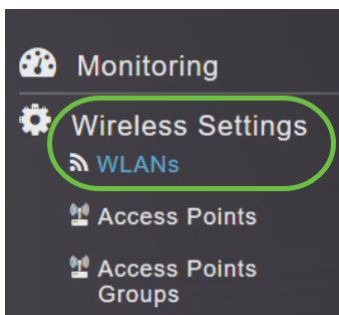 Monitoring
Wireless Settings
WLANs
Access Points
Access Points
Groups